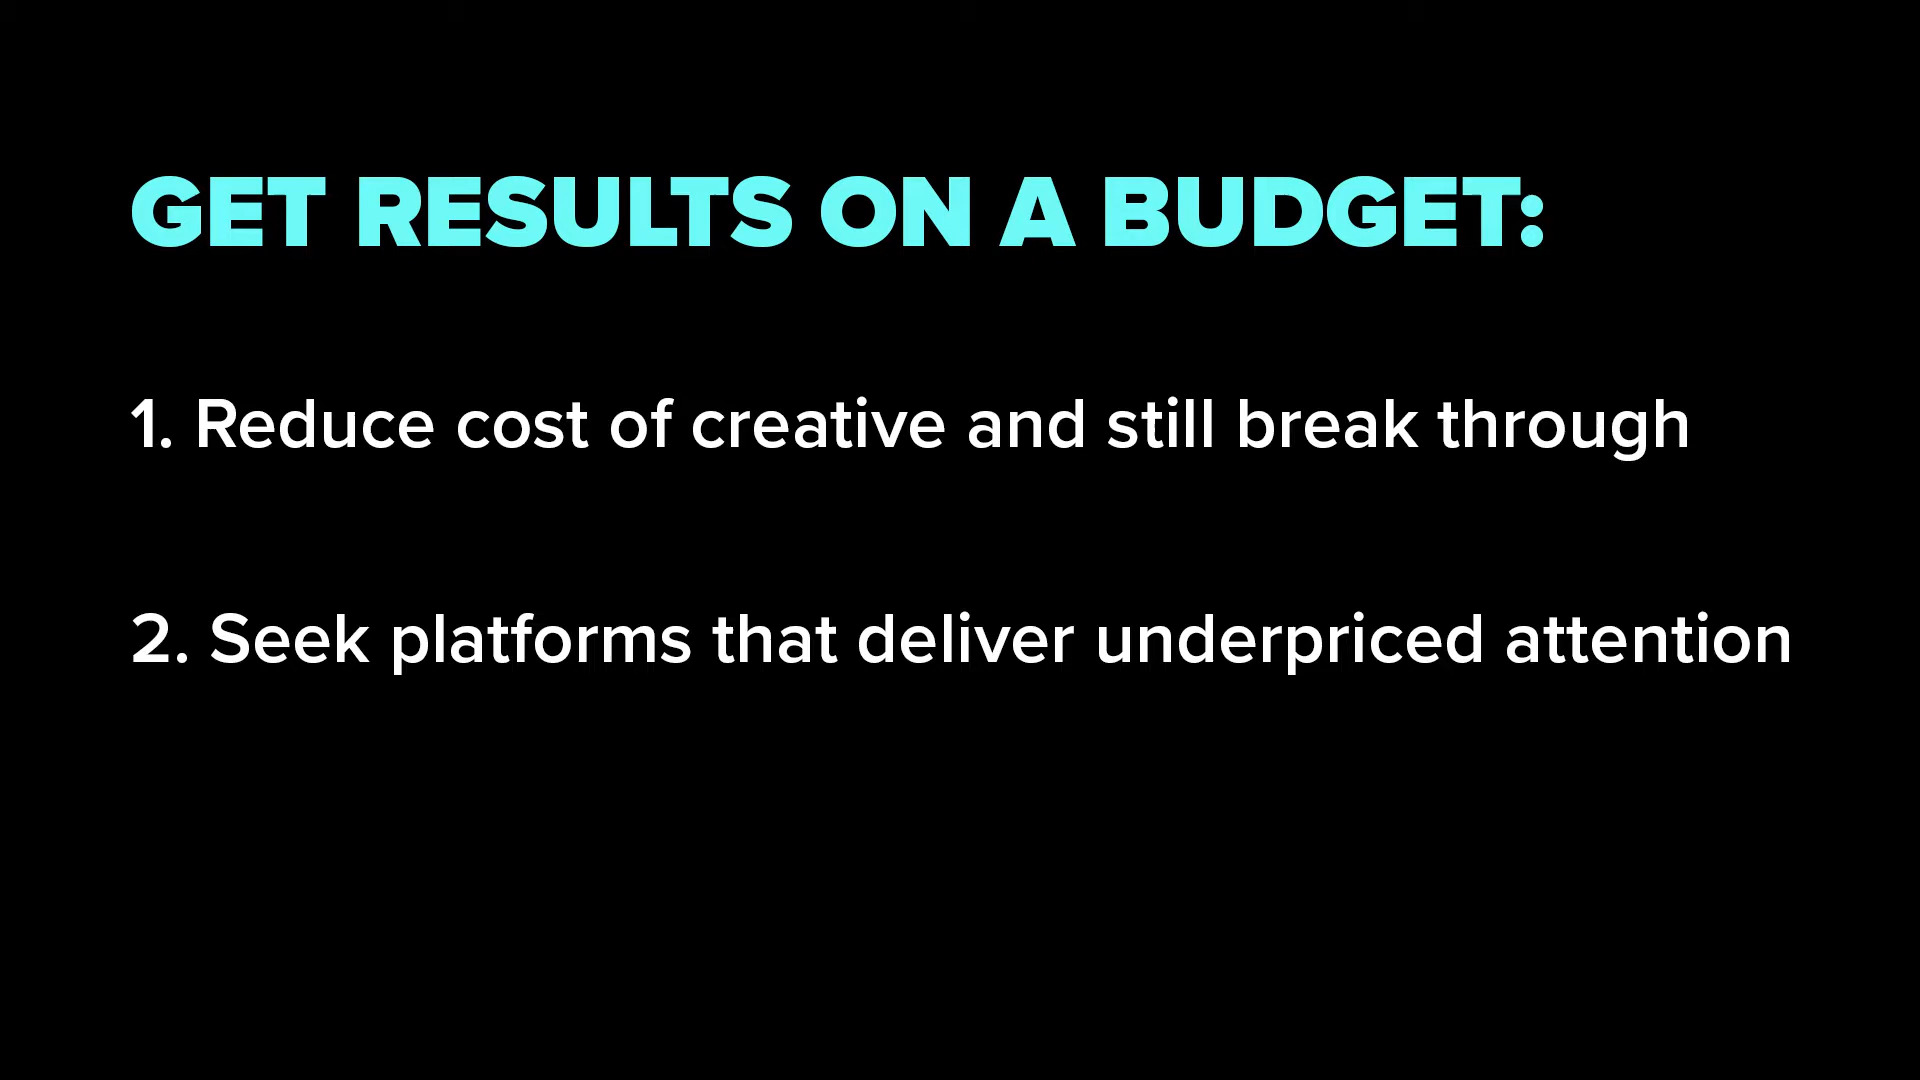 GET RESULTS ON A BUDGET:
1. Reduce cost of creative and still break through
2. Seek platforms that deliver underpriced attention